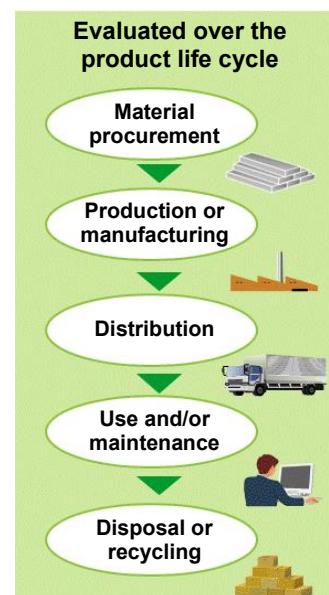 Evaluated over the
product life cycle
Material
procurement
Production or
manufacturing
Distribution
Use and/or
maintenance
Disposal or
recycling